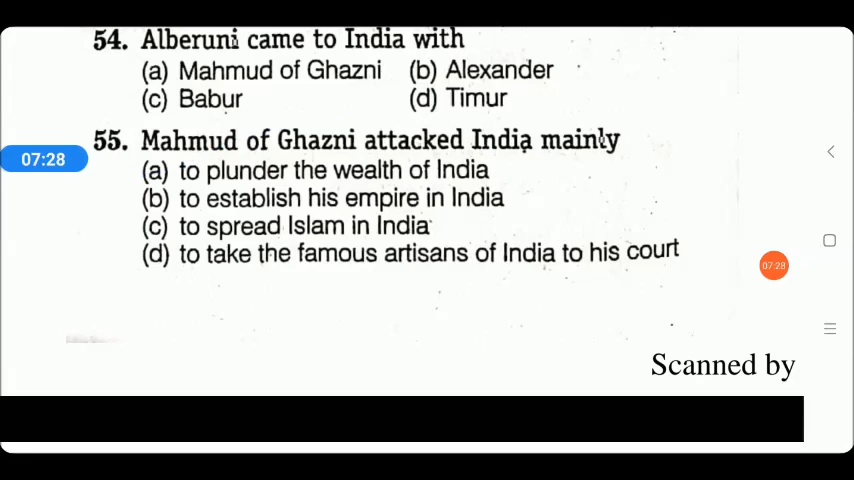 54. Alberuni came to India with
(a) Mahmud of Ghazni (b) Alexander
(c) Babur (d) Timur
55. Mahmud of Ghazni attacked India mainly
07:28
(a) to plunder the wealth of India
(b) to establish his empire in India
(c) to spread Islam in India
(d) to take the famous artisans of India to his court
07:28
Scanned by